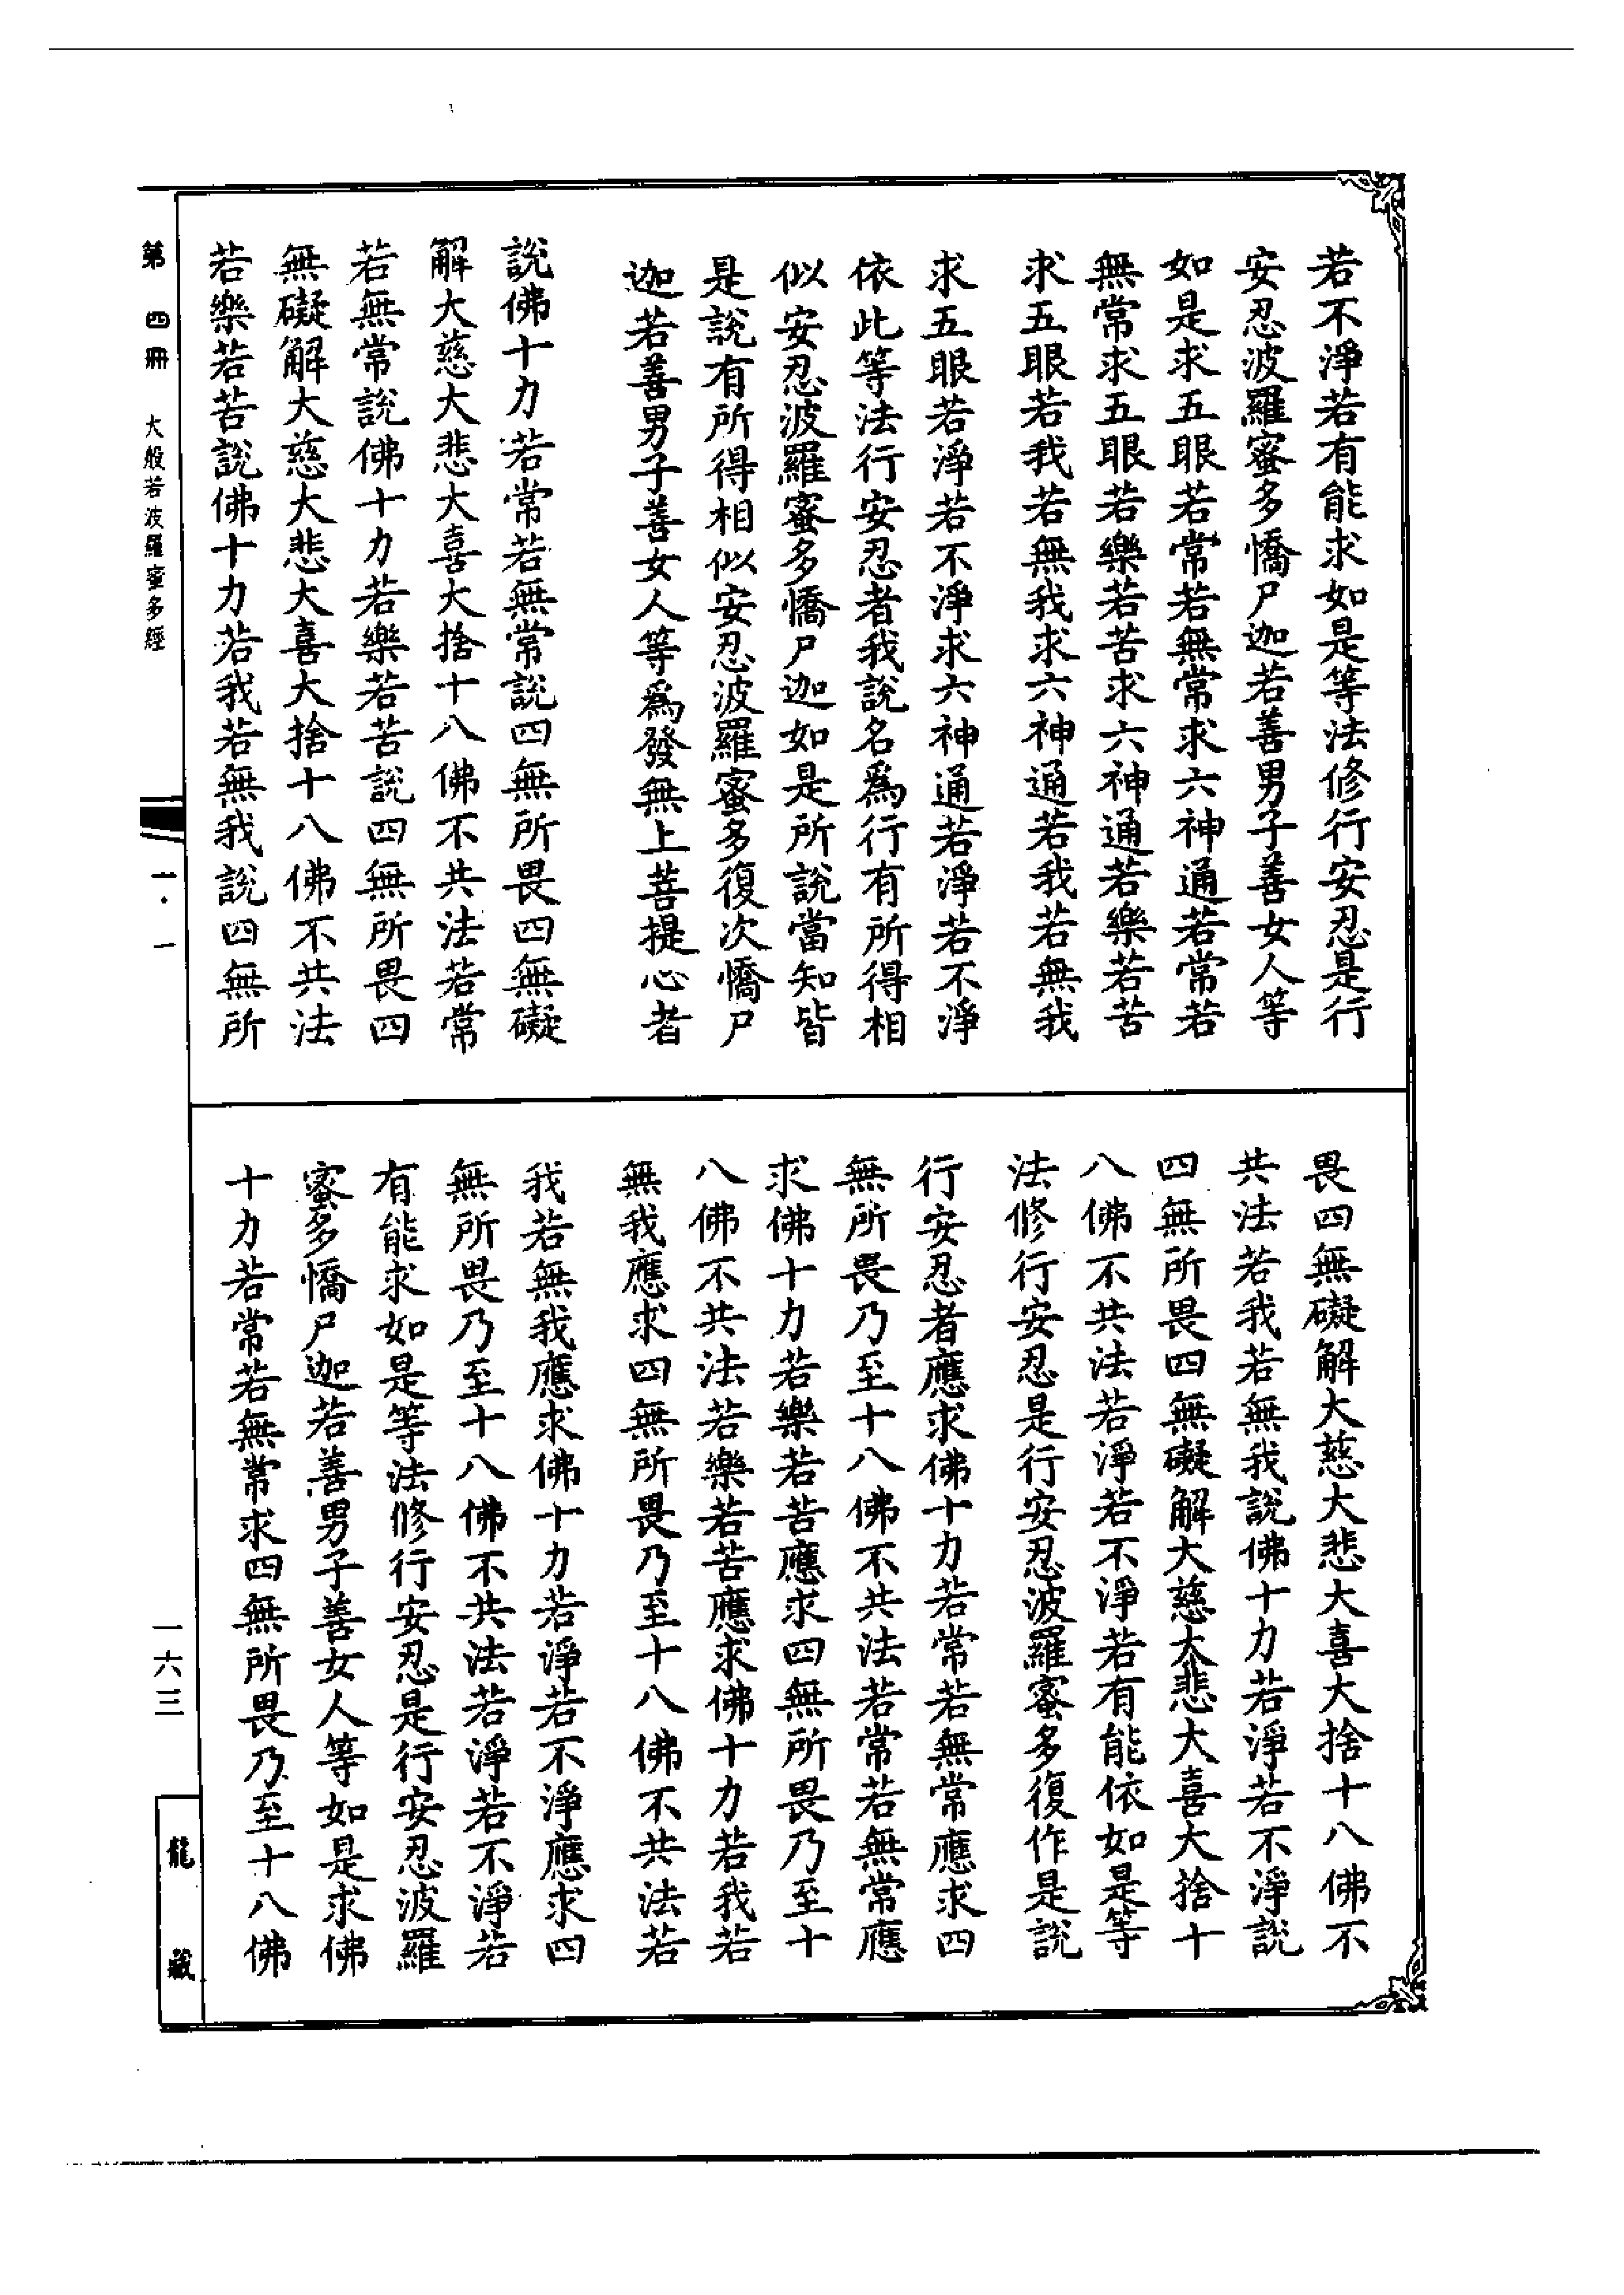 若不淨若有能求如是等法修行安忍是行
安忍波羅蜜多憍尸迦若善男子善女人等
如是求五眼若常若無常求六神通若常若
無常求五眼若樂若苦求六神通若樂若苦
求五眼若我若無我求六神通若我若無我
求五眼若淨若不淨求六神通若淨若不淨
依此等法行安忍者我說名爲行有所得相
似安忍波羅蜜多憍尸迦如是所說當知皆
是說有所得相似安忍波羅蜜多復次憍尸
迦若善男子善女人等爲發無上菩提心者
說佛十力若常若無常說四無所畏四無礙
解大慈大悲大喜大捨十八佛不共法若常
若無常說佛十力若樂若苦說四無所畏四
無礙解大慈大悲大喜大捨十八佛不共法
若樂若苦說佛十力若我若無我說四無所
畏四無礙解大慈大悲大喜大捨十八佛不
共法若我若無我說佛十力若淨若不淨說
四無所畏四無礙解大慈大悲大喜大捨十
八佛不共法若淨若不淨若有能依如是等
法修行安忍是行安忍波羅蜜多復作是說
行安忍者應求佛十力若常若無常應求四
無所畏乃至十八佛不共法若常若無常應
求佛十力若樂若苦應求四無所畏乃至十
八佛不共法若樂若苦應求佛十力若我若
無我應求四無所畏乃至十八佛不共法若
我若無我應求佛十力若淨若不淨應求四
無所畏乃至十八佛不共法若淨若不淨若
有能求如是等法修行安忍是行安忍波羅
蜜多憍尸迦若善男子善女人等如是求佛
十力若常若無常求四無所畏乃至十八佛
第四冊 大般若波羅蜜多經 一·一 一六三 龍藏